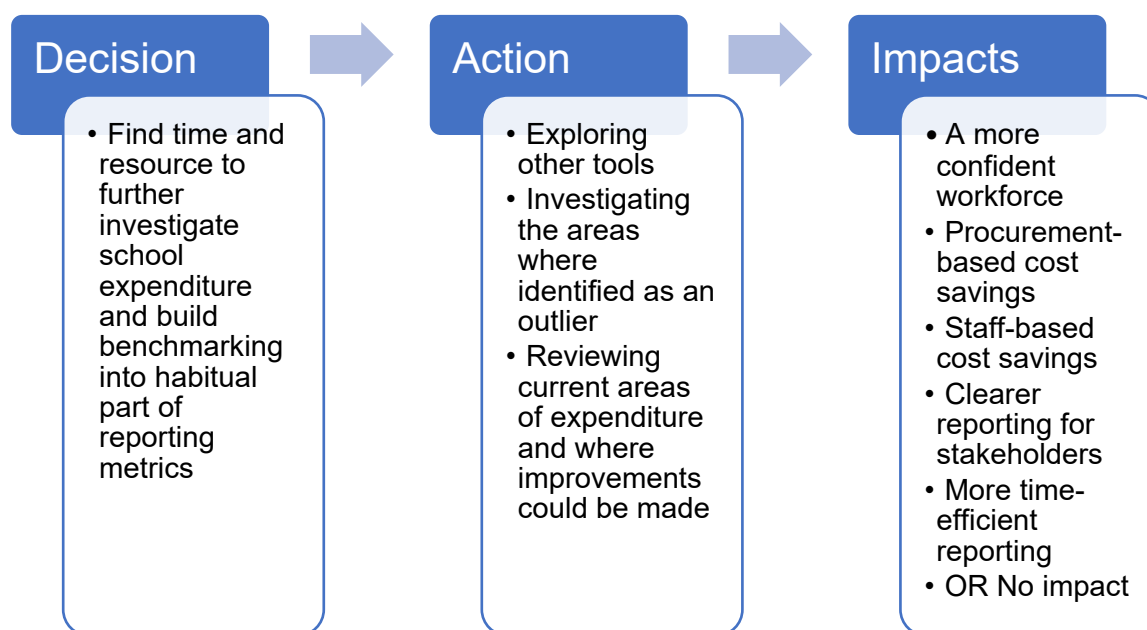 Decision
• Find time and
resource to
further
investigate
school
expenditure
and build
benchmarking
into habitual
part of
reporting
metrics
Action
• Exploring
other tools
• Investigating
the areas
where
identified as an
outlier
• Reviewing
current areas
of expenditure
and where
improvements
could be made
Impacts
• A more
confident
workforce
• Procurement-
based cost
savings
• Staff-based
cost savings
• Clearer
reporting for
stakeholders
• More time-
efficient
reporting
• OR No impact